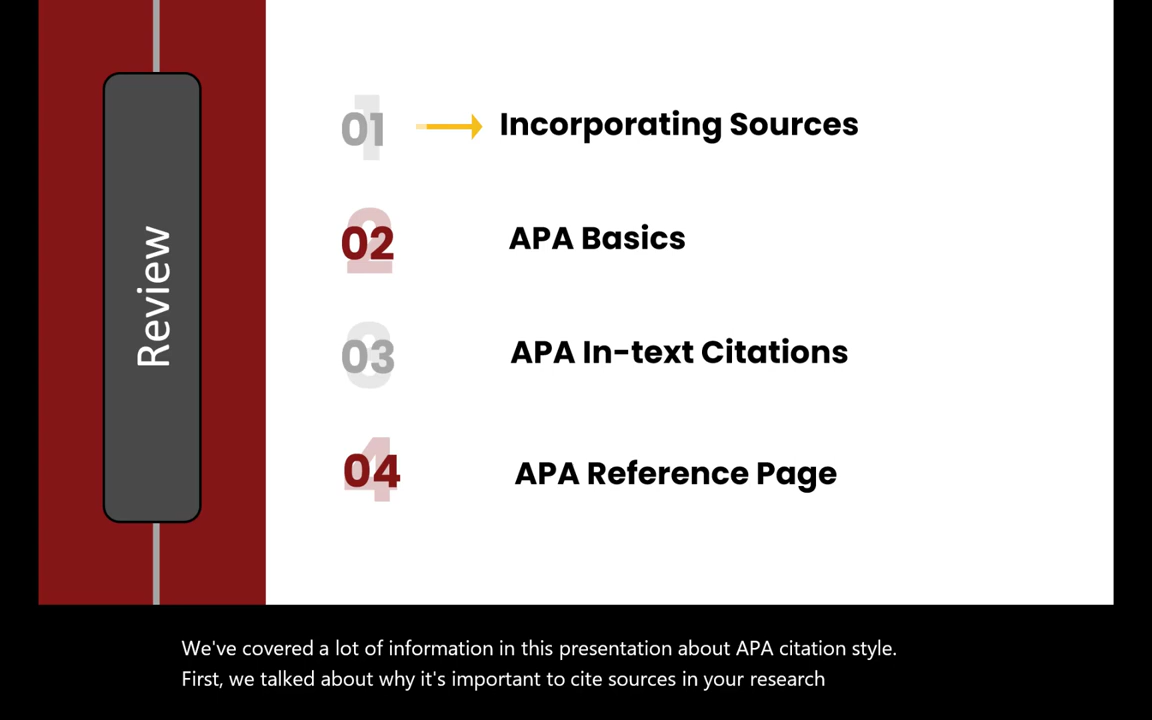 Review
01 Incorporating Sources
02 APA Basics
03 APA In-text Citations
04 APA Reference Page
We've covered a lot of information in this presentation about APA citation style.
First, we talked about why it's important to cite sources in your research